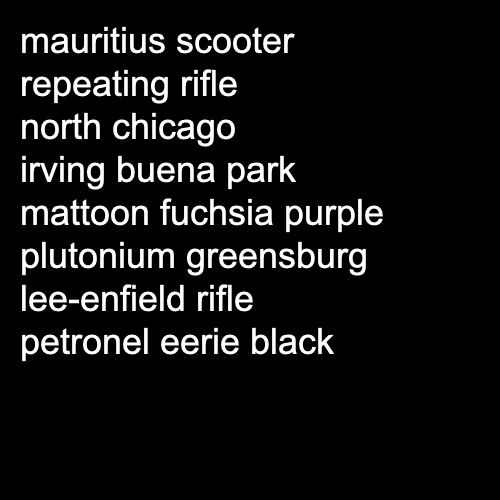 mauritius scooter
repeating rifle
north chicago
irving buena park
mattoon fuchsia purple
plutonium greensburg
lee-enfield rifle
petronel eerie black